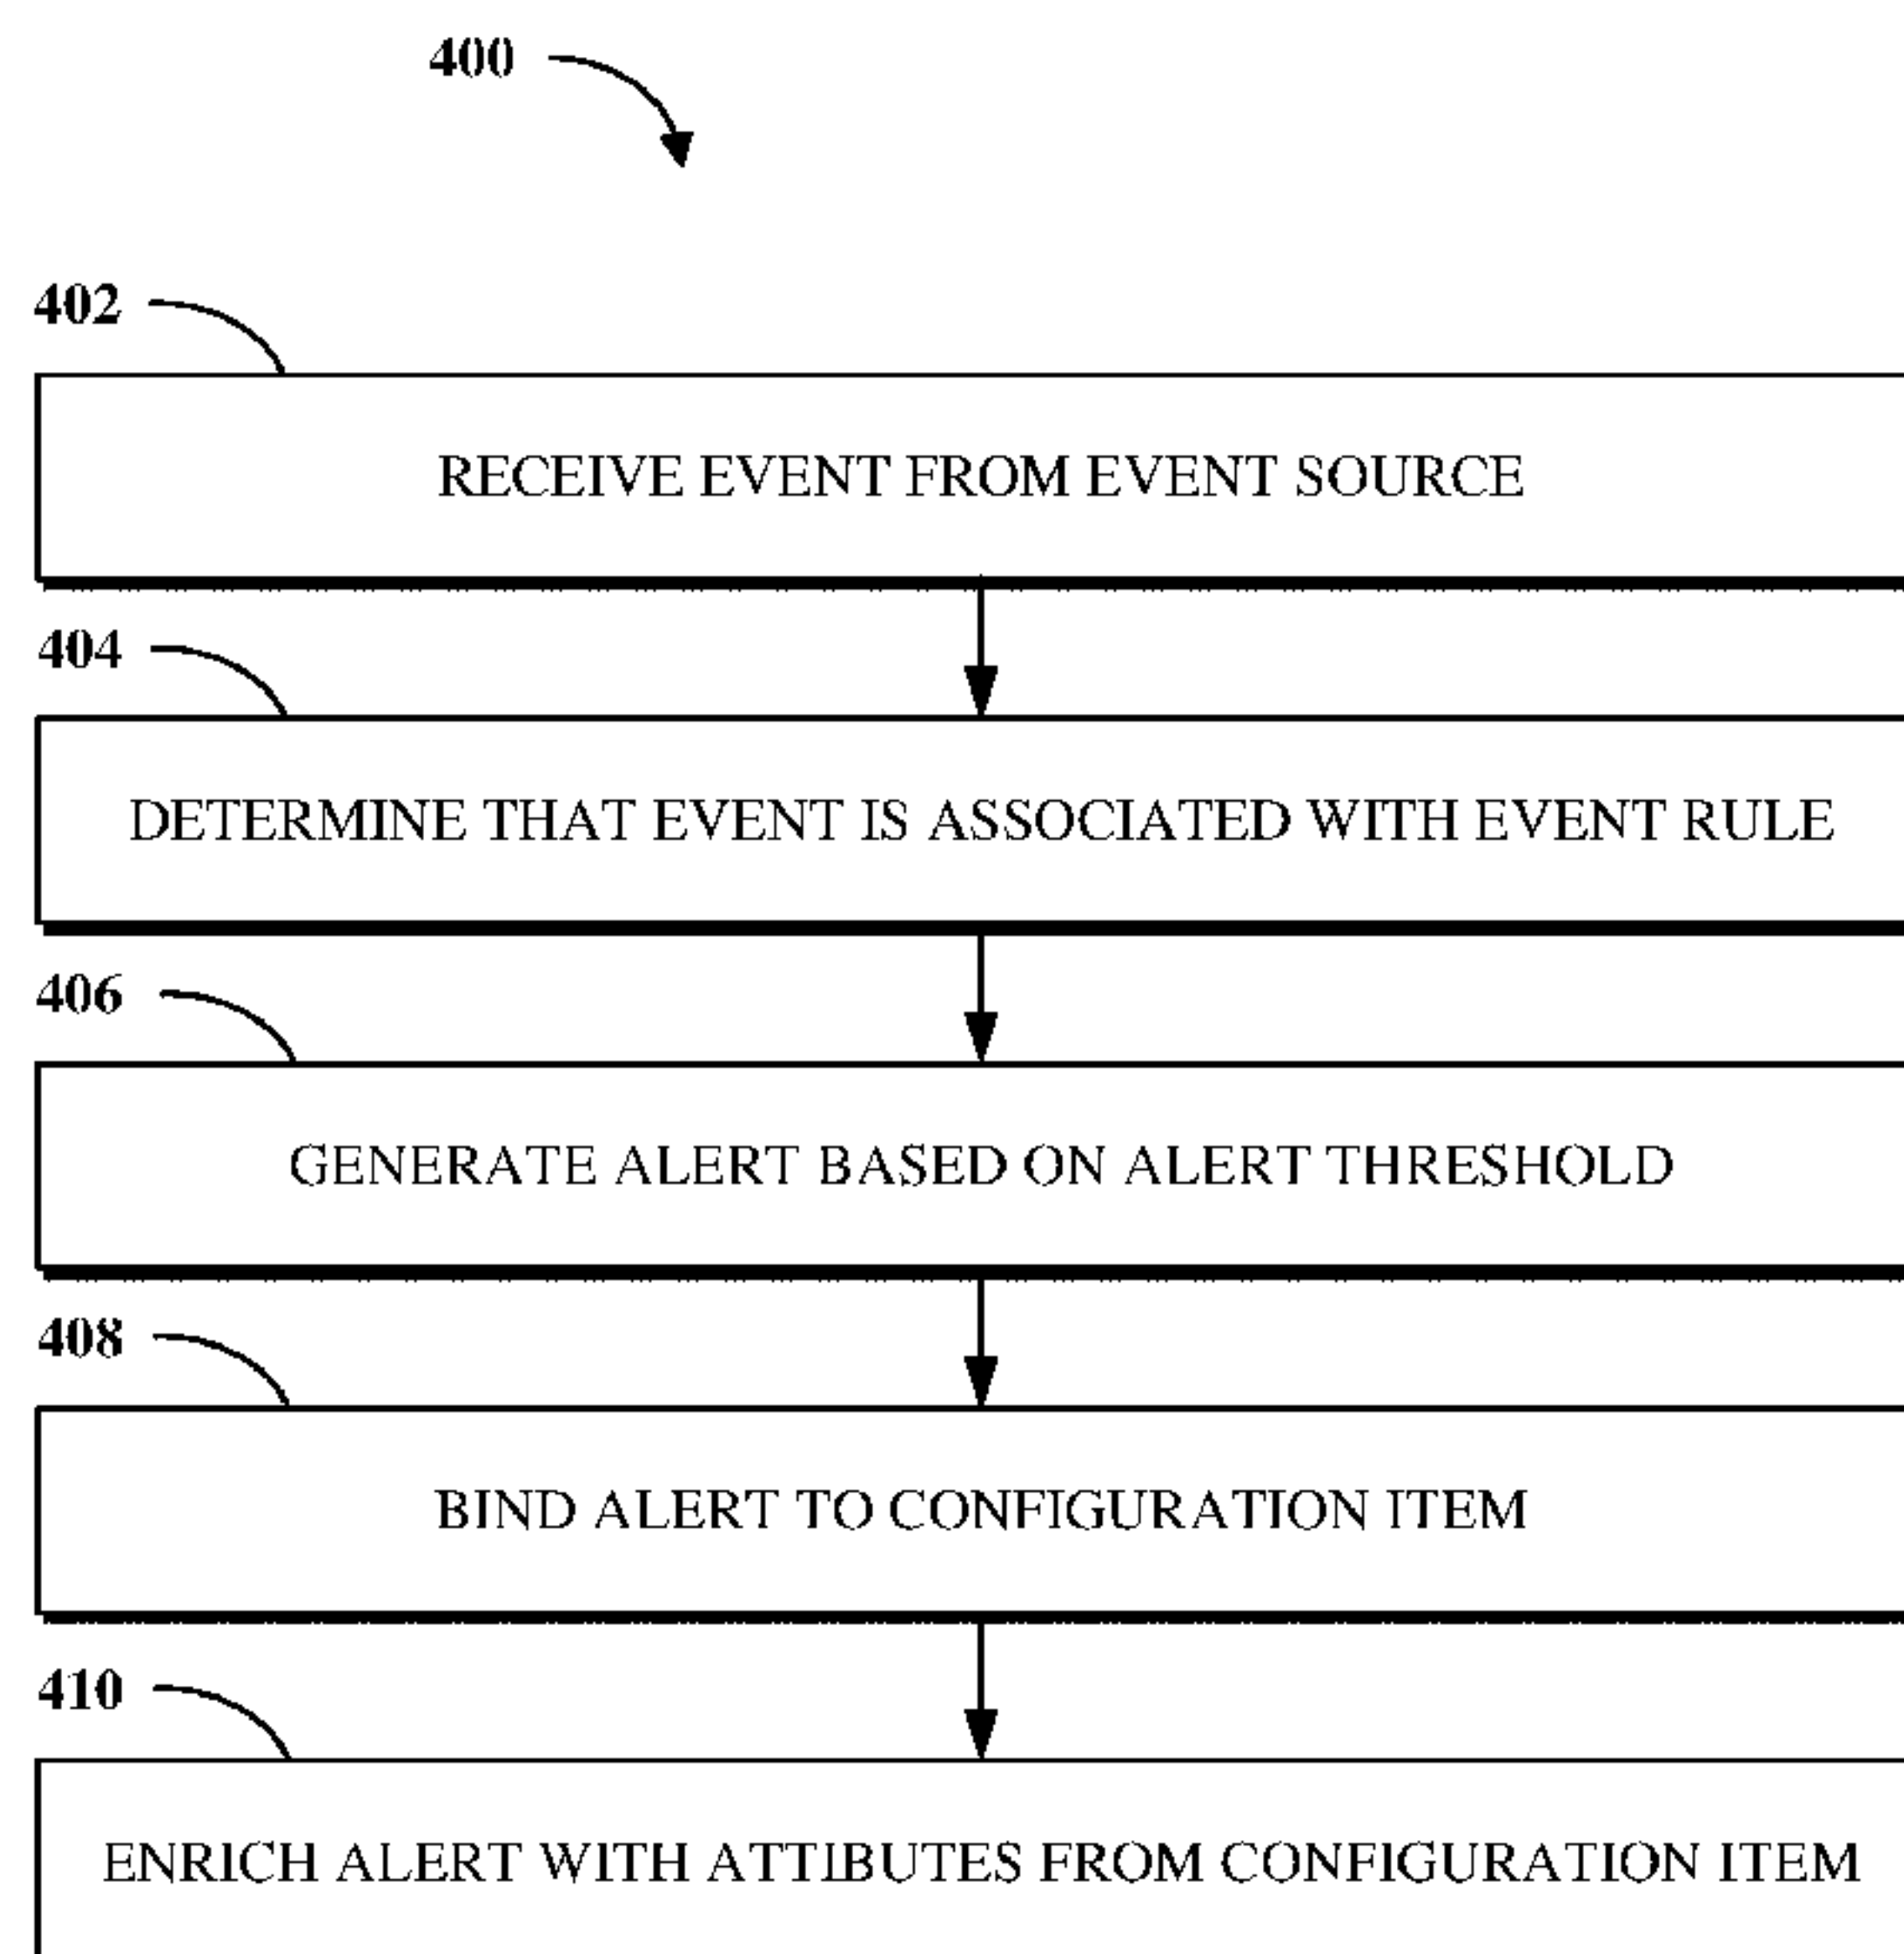 400
402
RECEIVE EVENT FROM EVENT SOURCE
404
DETERMINE THAT EVENT IS ASSOCIATED WITH EVENT RULE
406
GENERATE ALERT BASED ON ALERT THRESHOLD
408
BIND ALERT TO CONFIGURATION ITEM
410
ENRICH ALERT WITH ATTIBUTES FROM CONFIGURATION ITEM